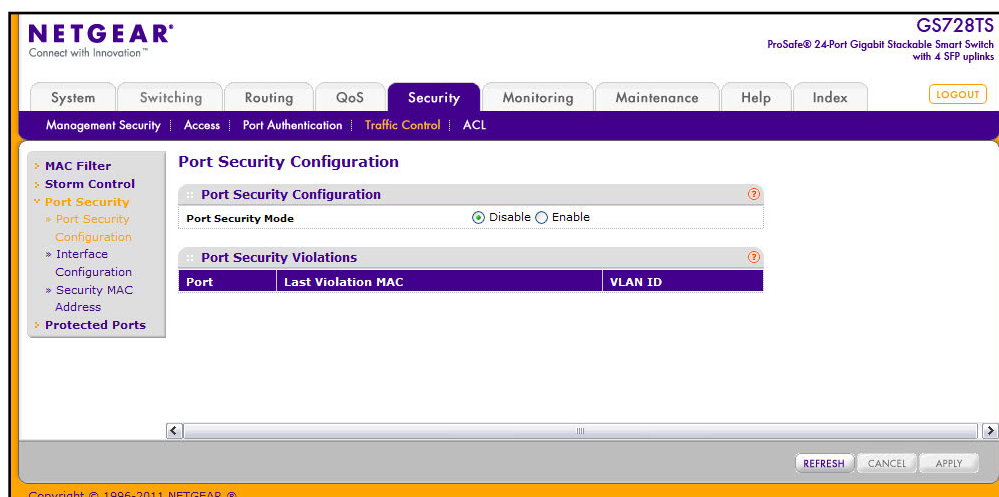 NETGEAR®
Connect with Innovation™
GS728TS
ProSafe® 24-Port Gigabit Stackable Smart Switch
with 4 SFP uplinks
System Switching Routing QoS Security Monitoring Maintenance Help Index LOGOUT
Management Security Access Port Authentication Traffic Control ACL
MAC Filter
Storm Control
Port Security
» Port Security
Configuration
» Interface
Configuration
» Security MAC
Address
Protected Ports
Port Security Configuration
Port Security Configuration ?
Port Security Mode Disable Enable
Port Security Violations ?
Port Last Violation MAC VLAN ID
REFRESH CANCEL APPLY
Copyright © 1996-2011 NETGEAR ®